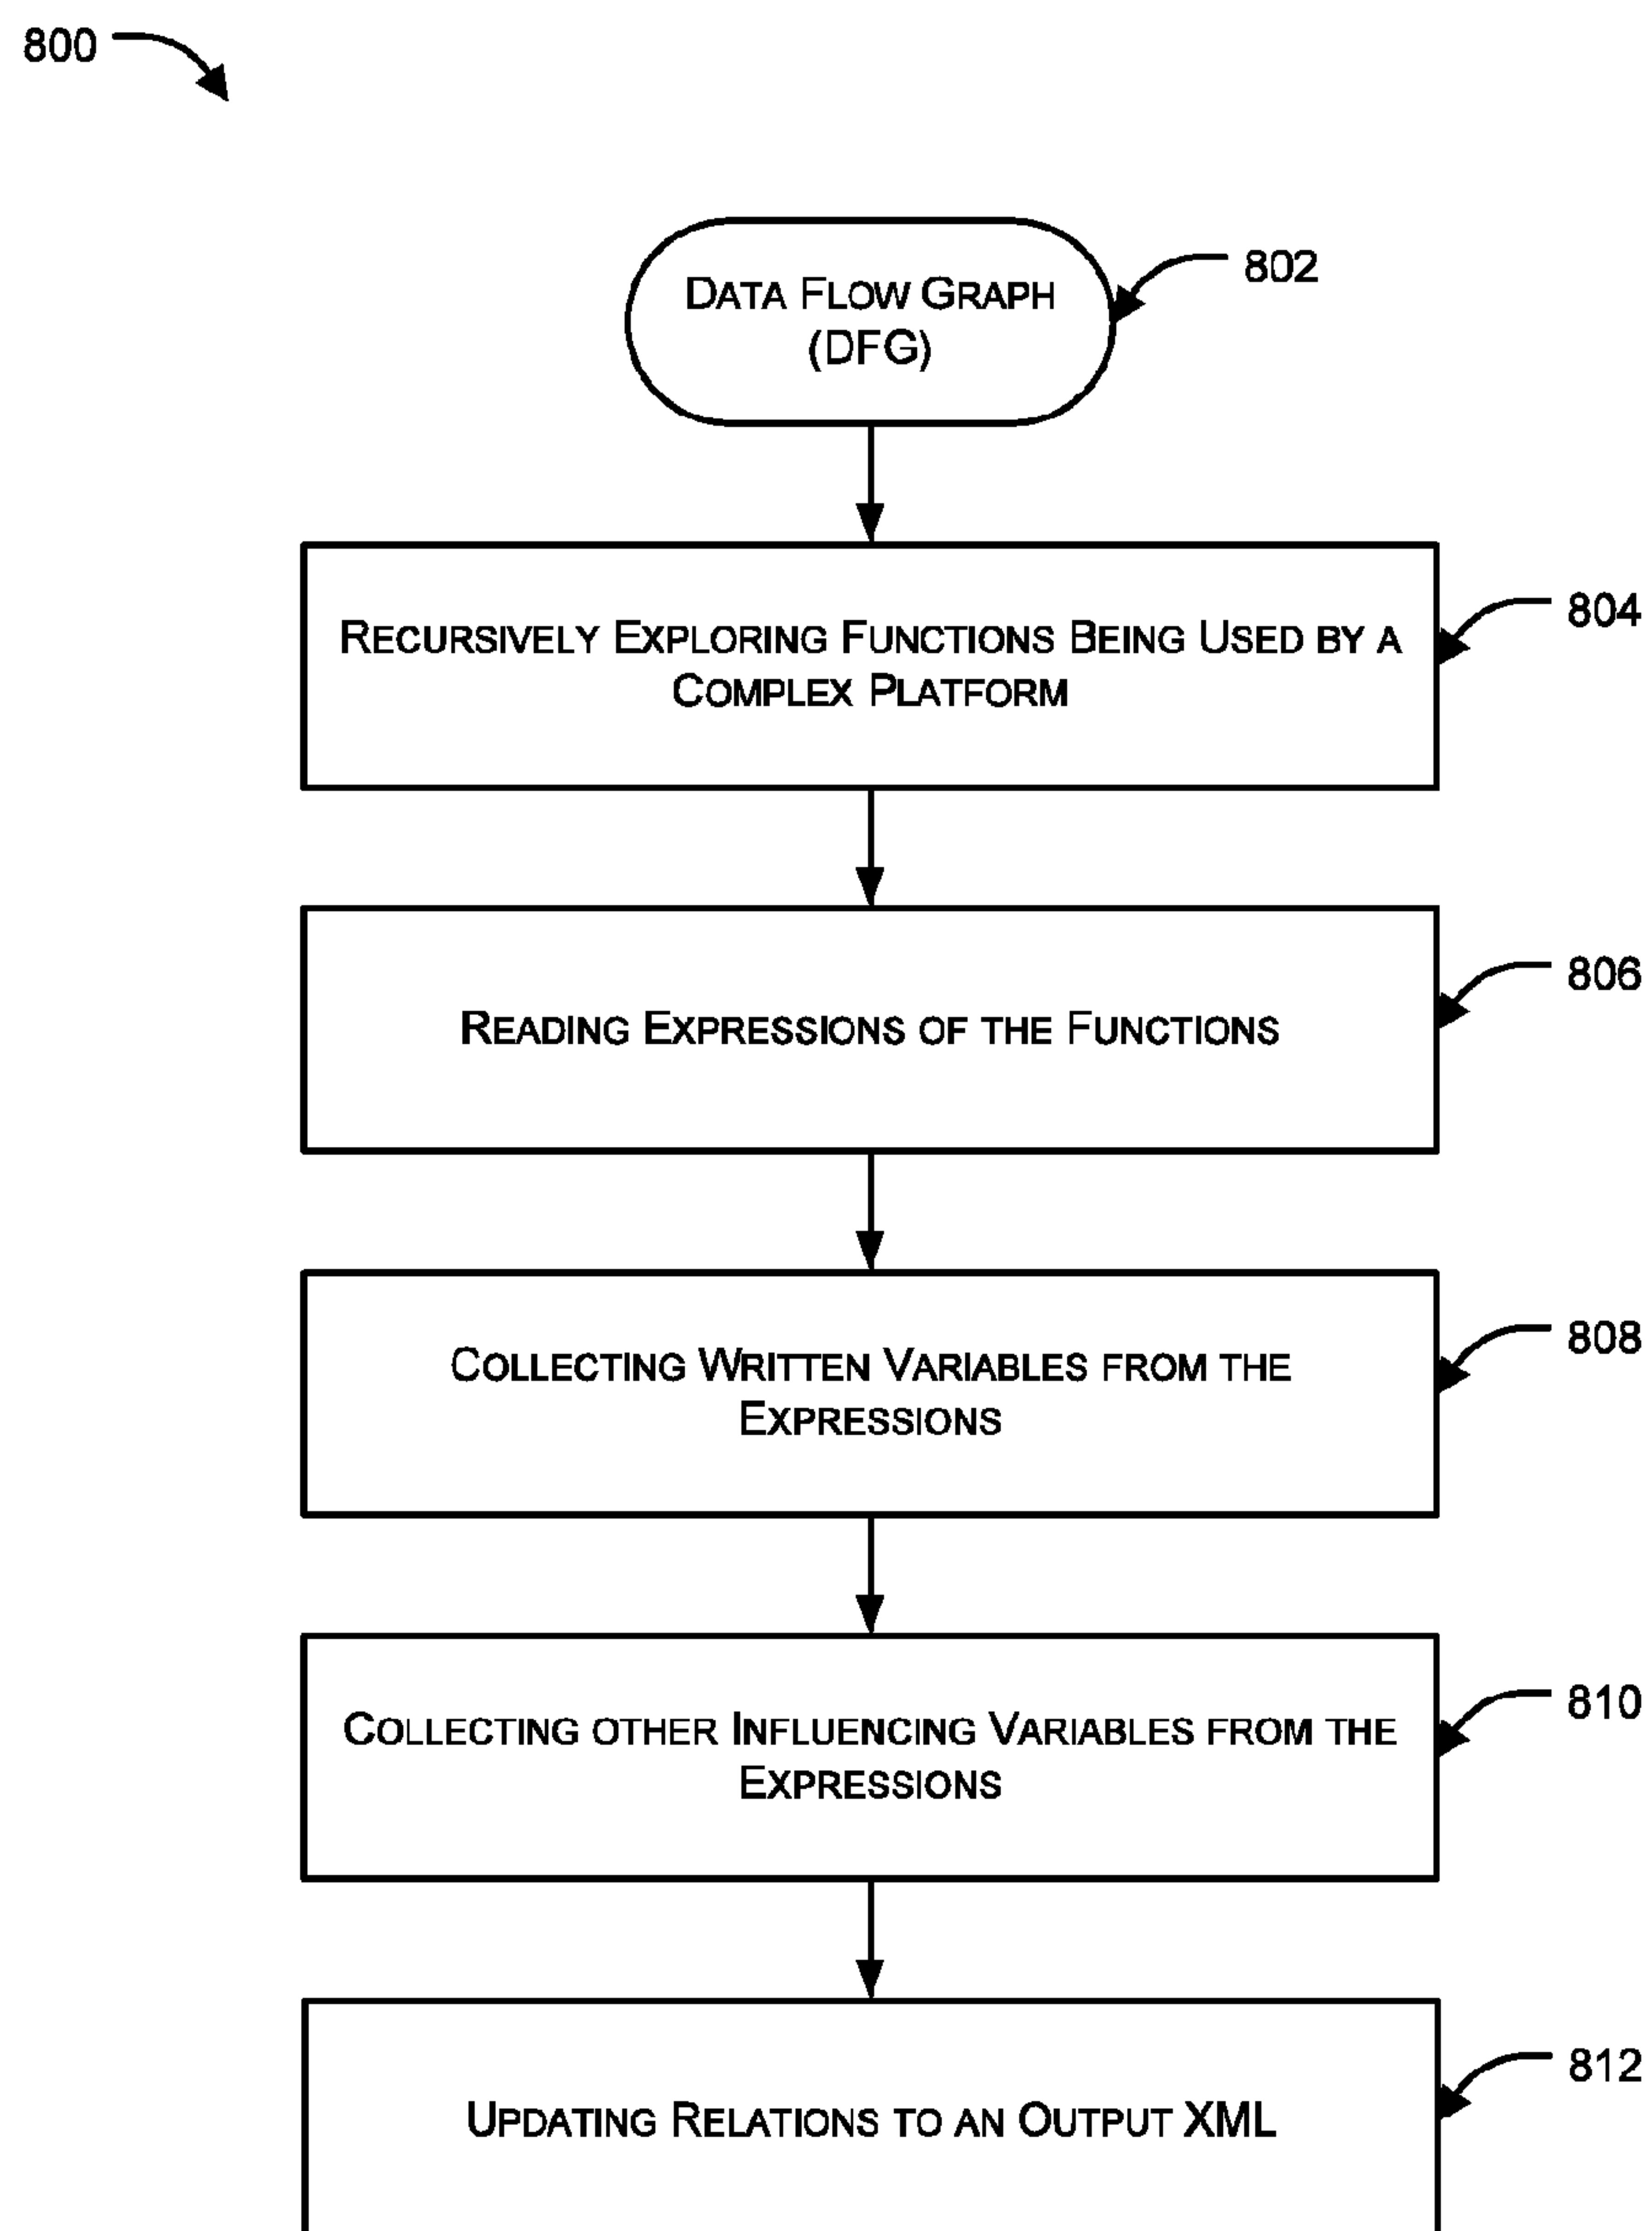 800
DATA FLOW GRAPH
(DFG)
802
RECURSIVELY EXPLORING FUNCTIONS BEING USED BY A
COMPLEX PLATFORM
804
READING EXPRESSIONS OF THE FUNCTIONS
806
COLLECTING WRITTEN VARIABLES FROM THE
EXPRESSIONS
808
COLLECTING OTHER INFLUENCING VARIABLES FROM THE
EXPRESSIONS
810
UPDATING RELATIONS TO AN OUTPUT XML
812